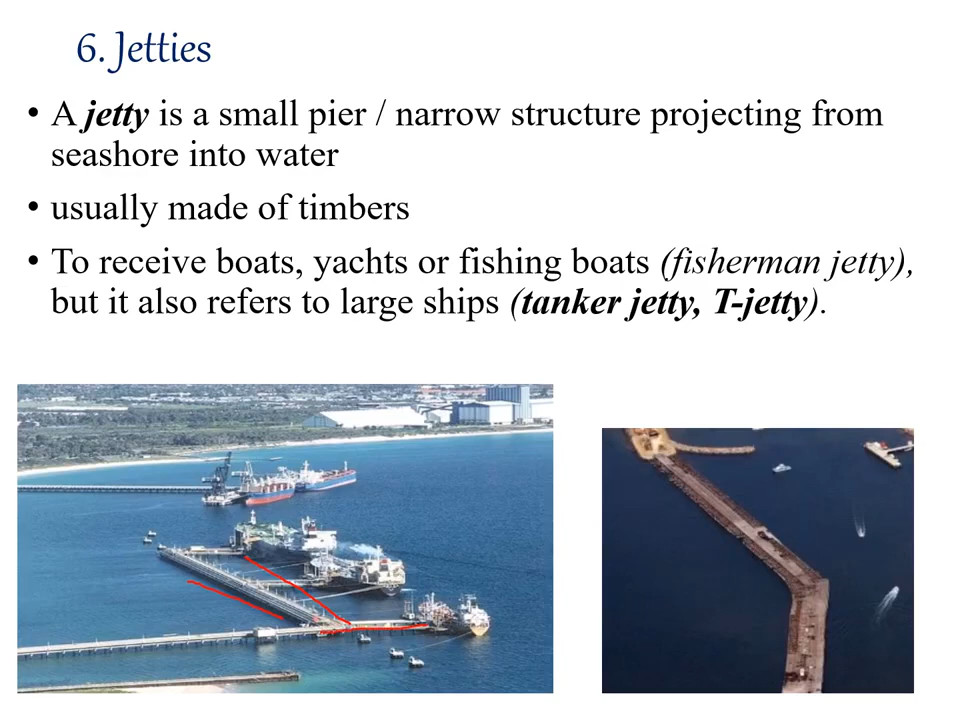 6. Jetties
• A jetty is a small pier / narrow structure projecting from
seashore into water
• usually made of timbers
• To receive boats, yachts or fishing boats (fisherman jetty),
but it also refers to large ships (tanker jetty, T-jetty).